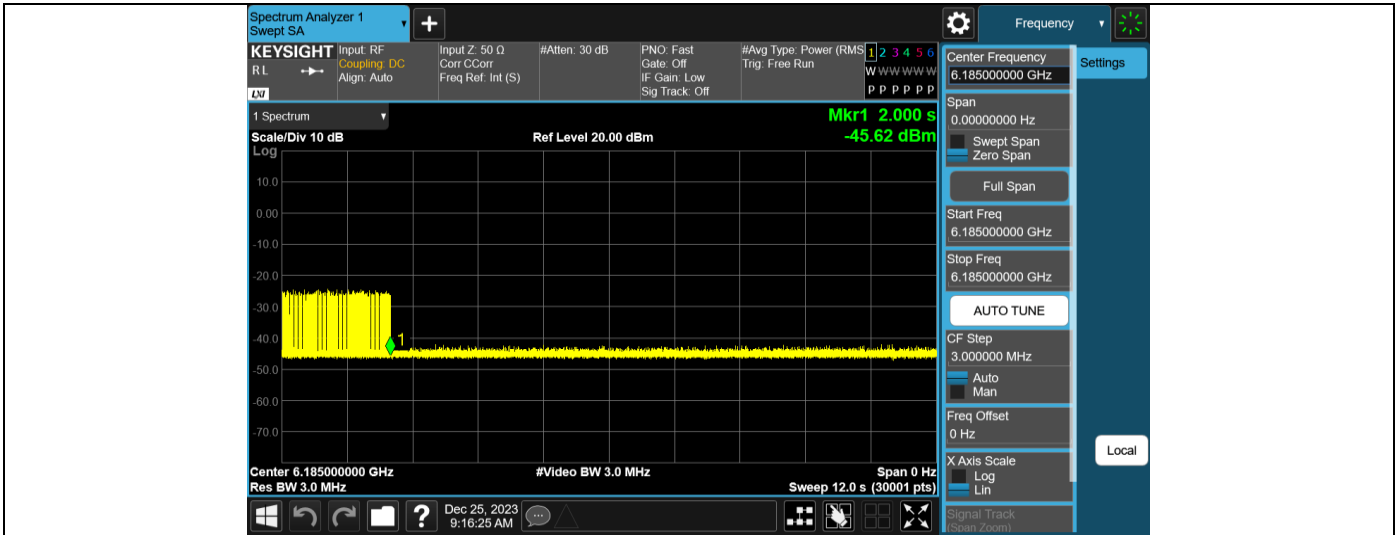 Spectrum Analyzer 1
Swept SA
Frequency
KEYSIGHT
R L
LXI
Input: RF
Coupling: DC
Align: Auto
Input Z: 50 Ω
Corr CCorr
Freq Ref: Int (S)
#Atten: 30 dB
PNO: Fast
Gate: Off
IF Gain: Low
Sig Track: Off
#Avg Type: Power (RMS
Trig: Free Run
1 2 3 4 5 6
W W W W W W
P P P P P P
Center Frequency
6.185000000 GHz
Settings
Span
0.00000000 Hz
Swept Span
Zero Span
Full Span
Start Freq
6.185000000 GHz
Stop Freq
6.185000000 GHz
AUTO TUNE
CF Step
3.000000 MHz
Auto
Man
Freq Offset
0 Hz
X Axis Scale
Log
Lin
Signal Track
(Span Zoom)
Local
1 Spectrum
Mkr1 2.000 s
-45.62 dBm
Scale/Div 10 dB
Ref Level 20.00 dBm
Log
10.0
0.00
-10.0
-20.0
-30.0
-40.0
-50.0
-60.0
-70.0
1
Center 6.185000000 GHz
#Video BW 3.0 MHz
Span 0 Hz
Res BW 3.0 MHz
Sweep 12.0 s (30001 pts)
?
Dec 25, 2023
9:16:25 AM